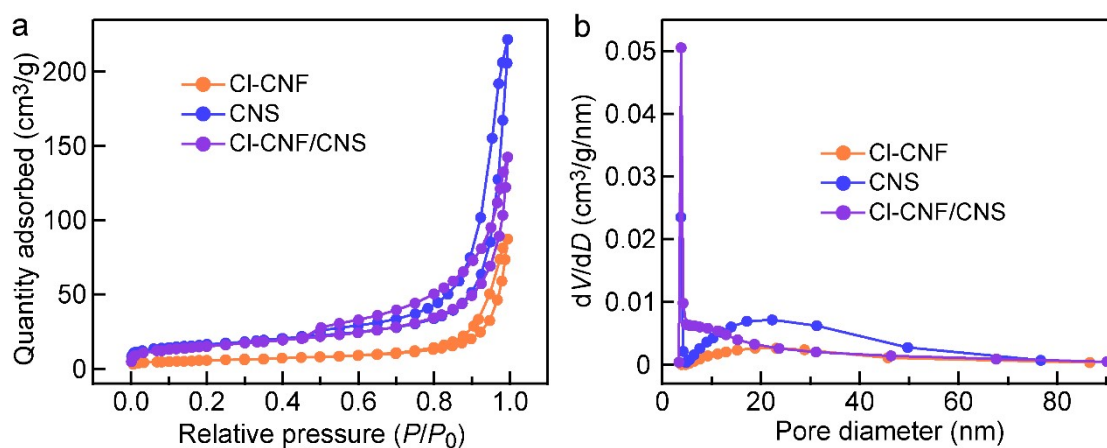 a
Quantity adsorbed (cm³/g)
200
150
100
50
0
Cl-CNF
CNS
Cl-CNF/CNS
0.0 0.2 0.4 0.6 0.8 1.0
Relative pressure (P/P₀)
b
dV/dD (cm³/g/nm)
0.05
0.04
0.03
0.02
0.01
0
Cl-CNF
CNS
Cl-CNF/CNS
0 20 40 60 80
Pore diameter (nm)